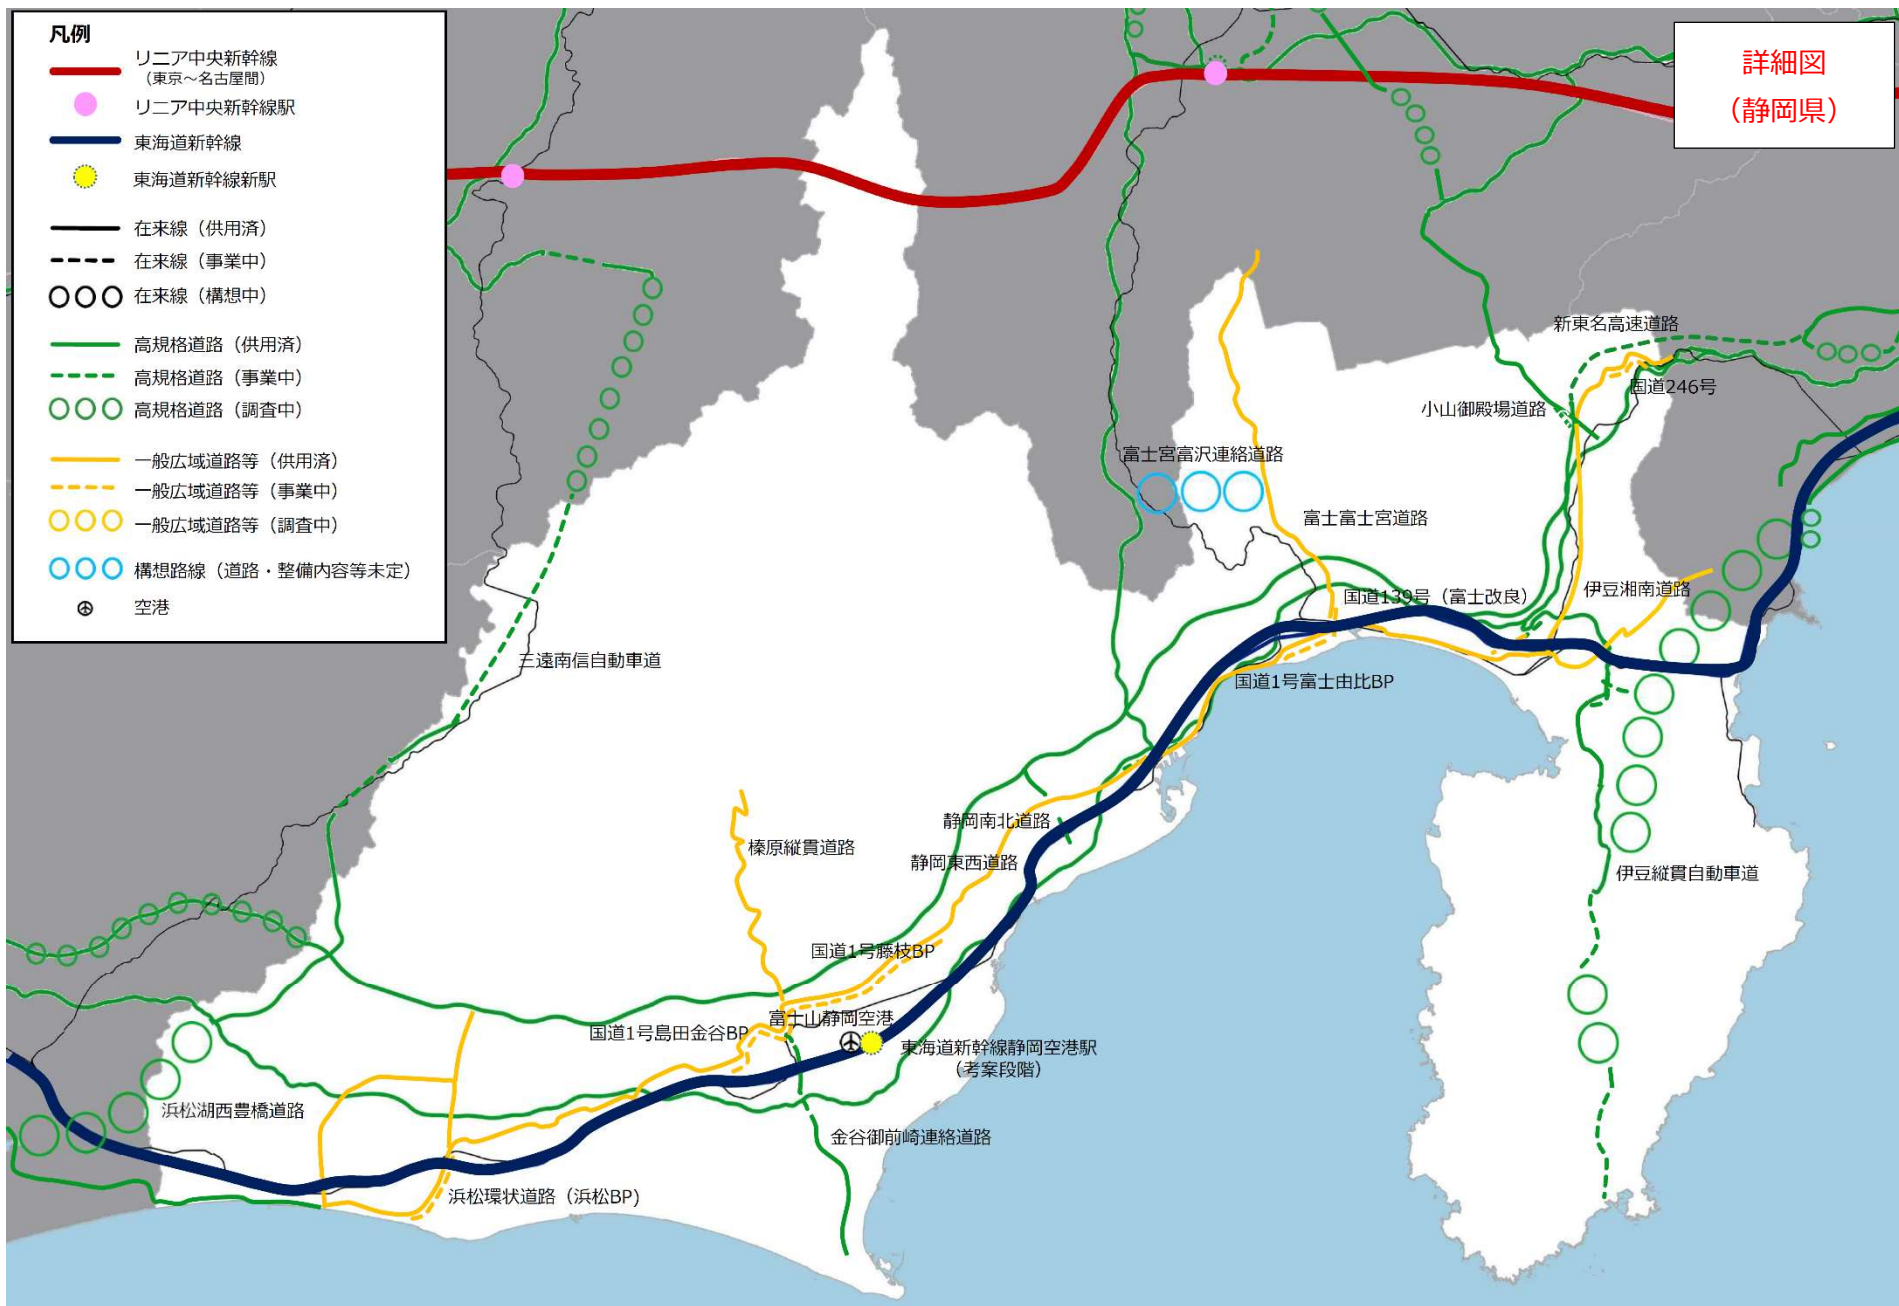 凡例
リニア中央新幹線
（東京～名古屋間）
リニア中央新幹線駅
東海道新幹線
東海道新幹線新駅
在来線（供用済）
在来線（事業中）
在来線（構想中）
高規格道路（供用済）
高規格道路（事業中）
高規格道路（調査中）
一般広域道路等（供用済）
一般広域道路等（事業中）
一般広域道路等（調査中）
構想路線（道路・整備内容等未定）
空港
詳細図
（静岡県）
新東名高速道路
国道246号
小山御殿場道路
富士宮富沢連絡道路
富士富士宮道路
国道139号（富士改良）
伊豆湘南道路
三遠南信自動車道
国道1号富士由比BP
静岡南北道路
榛原縦貫道路
静岡東西道路
伊豆縦貫自動車道
国道1号藤枝BP
富士山静岡空港
国道1号島田金谷BP
東海道新幹線静岡空港駅
（考案段階）
浜松湖西豊橋道路
金谷御前崎連絡道路
浜松環状道路（浜松BP)